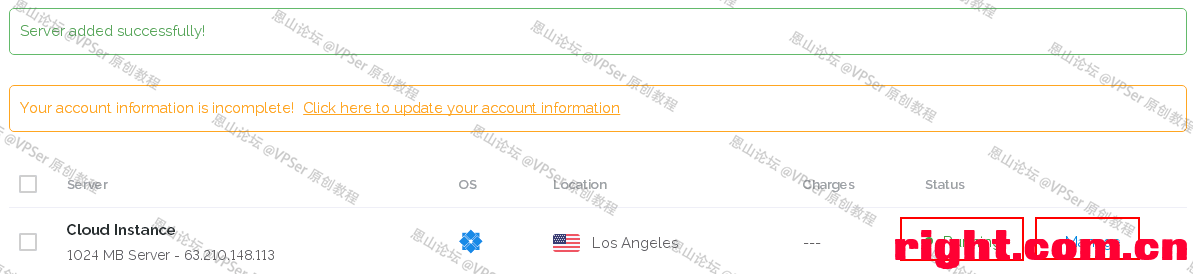 Server added successfully!
Your account information is incomplete! Click here to update your account information
Server OS Location Charges Status
Cloud Instance
1024 MB Server - 63.210.148.113
Los Angeles
---
Running
Manage
right.com.cn
恩山论坛 @VPSer 原创教程